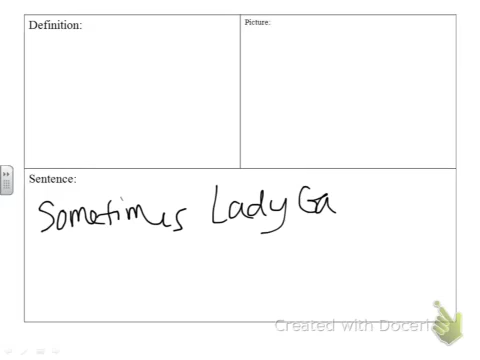 Definition:
Picture:
Sentence:
Sometimes Lady Ga
Created with Doceri